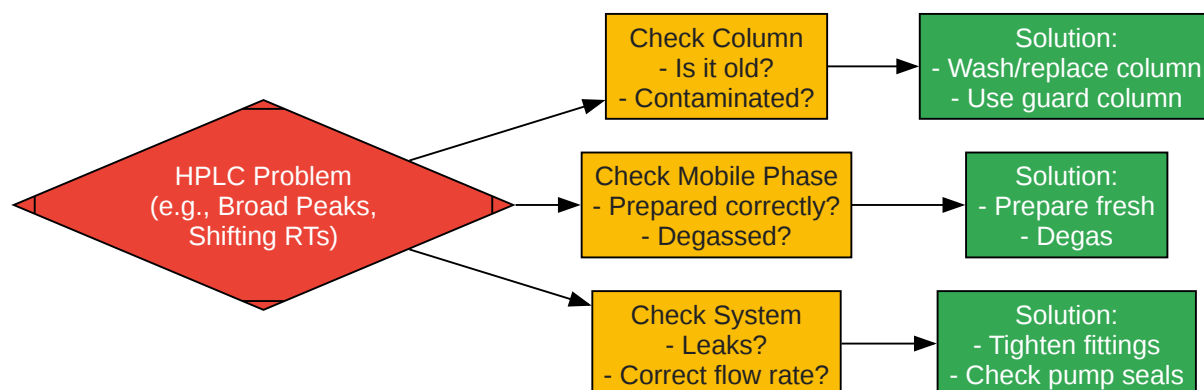 HPLC Problem
(e.g., Broad Peaks,
Shifting RTs)
Check Column
- Is it old?
- Contaminated?
Solution:
- Wash/replace column
- Use guard column
Check Mobile Phase
- Prepared correctly?
- Degassed?
Solution:
- Prepare fresh
- Degas
Check System
- Leaks?
- Correct flow rate?
Solution:
- Tighten fittings
- Check pump seals